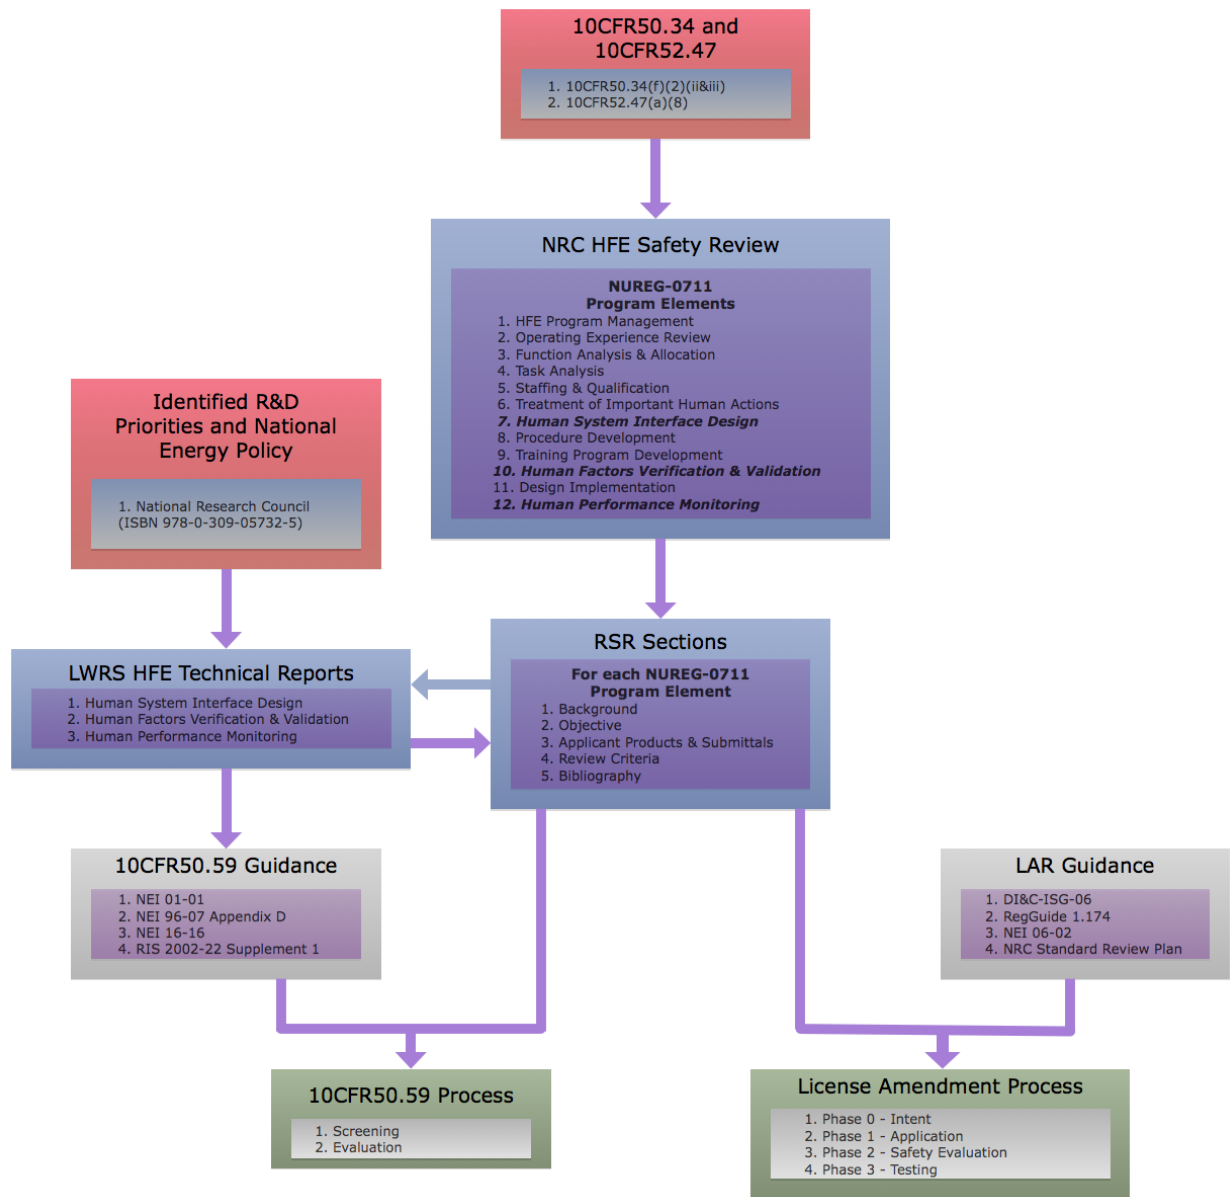 10CFR50.34 and
10CFR52.47
1. 10CFR50.34(f)(2)(ii&iii)
2. 10CFR52.47(a)(8)
NRC HFE Safety Review
NUREG-0711
Program Elements
1. HFE Program Management
2. Operating Experience Review
3. Function Analysis & Allocation
4. Task Analysis
5. Staffing & Qualification
6. Treatment of Important Human Actions
7. Human System Interface Design
8. Procedure Development
9. Training Program Development
10. Human Factors Verification & Validation
11. Design Implementation
12. Human Performance Monitoring
Identified R&D
Priorities and National
Energy Policy
1. National Research Council
(ISBN 978-0-309-05732-5)
LWRS HFE Technical Reports
1. Human System Interface Design
2. Human Factors Verification & Validation
3. Human Performance Monitoring
RSR Sections
For each NUREG-0711
Program Element
1. Background
2. Objective
3. Applicant Products & Submittals
4. Review Criteria
5. Bibliography
10CFR50.59 Guidance
1. NEI 01-01
2. NEI 96-07 Appendix D
3. NEI 16-16
4. RIS 2002-22 Supplement 1
LAR Guidance
1. DI&C-ISG-06
2. RegGuide 1.174
3. NEI 06-02
4. NRC Standard Review Plan
10CFR50.59 Process
1. Screening
2. Evaluation
License Amendment Process
1. Phase 0 - Intent
2. Phase 1 - Application
3. Phase 2 - Safety Evaluation
4. Phase 3 - Testing